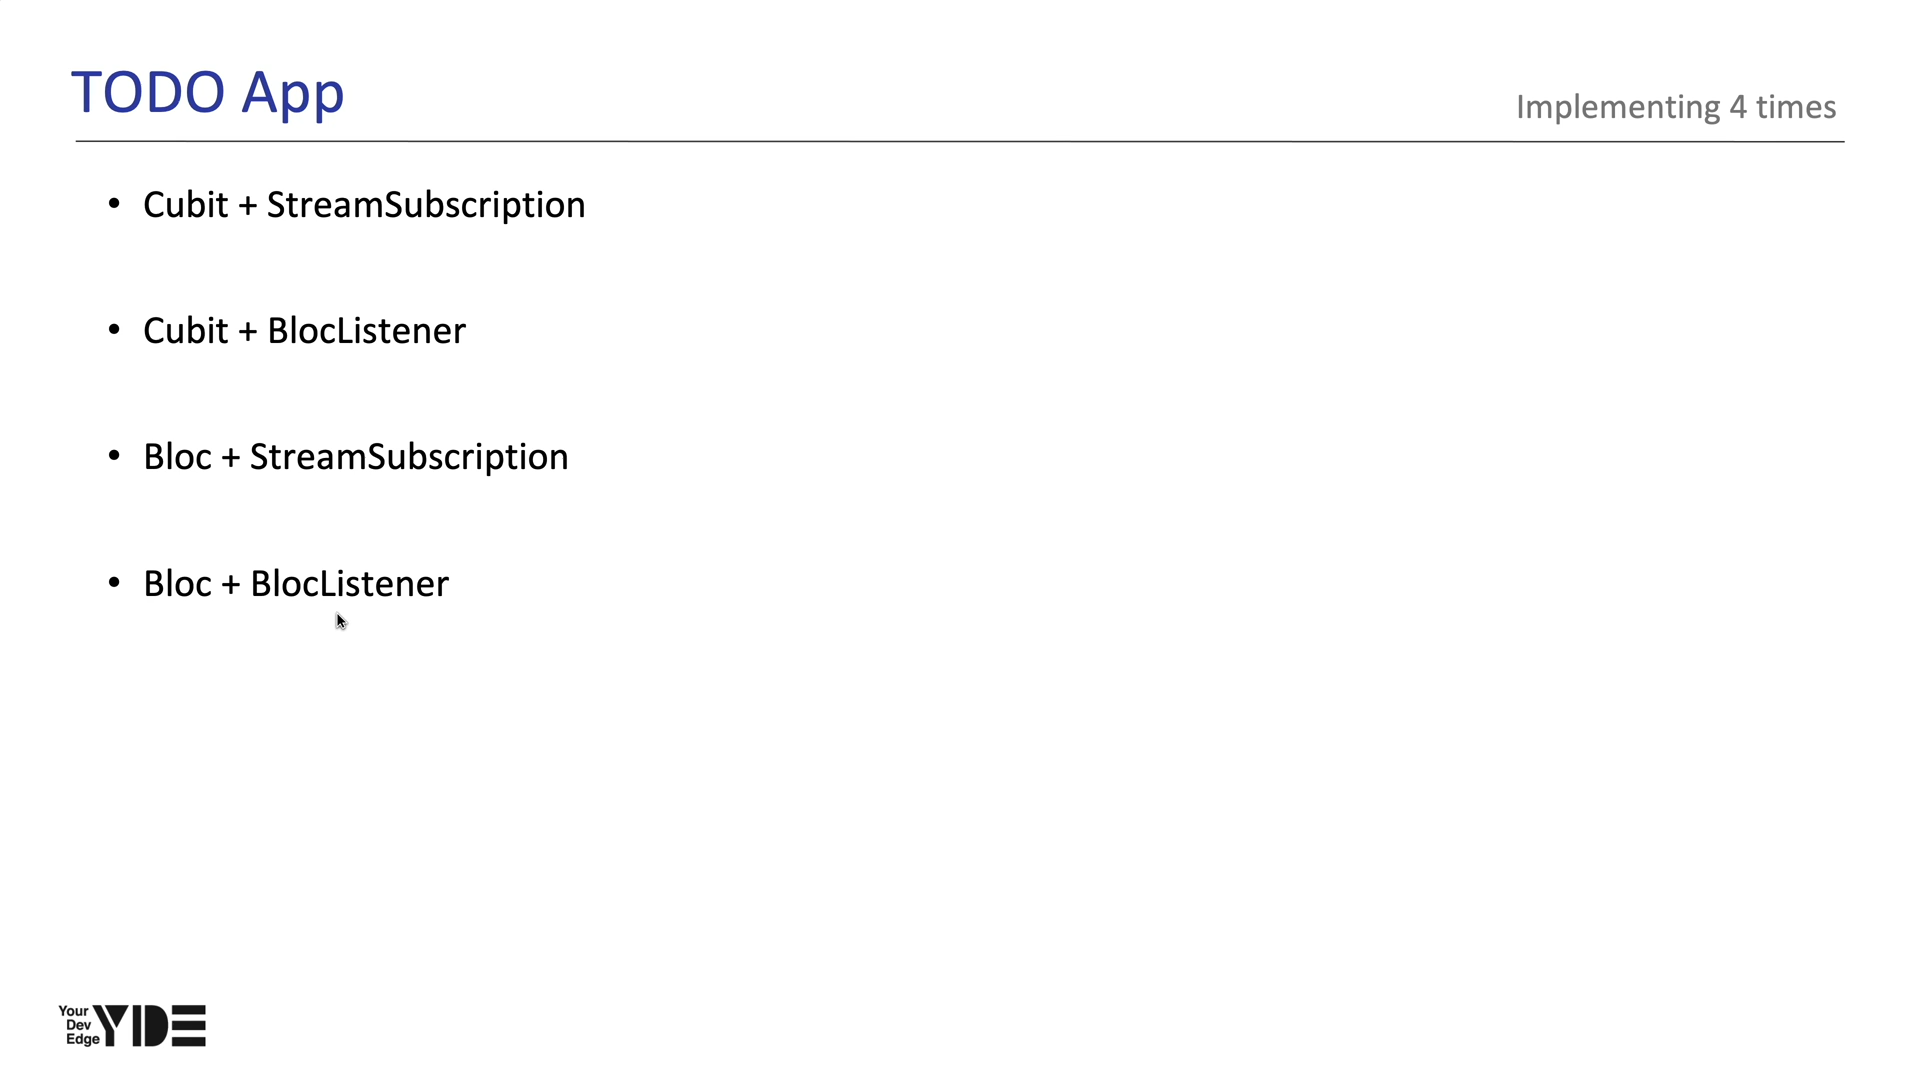 TODO App
Implementing 4 times
• Cubit + StreamSubscription
• Cubit + BlocListener
• Bloc + StreamSubscription
• Bloc + BlocListener
Your
Dev
Edge
YDE